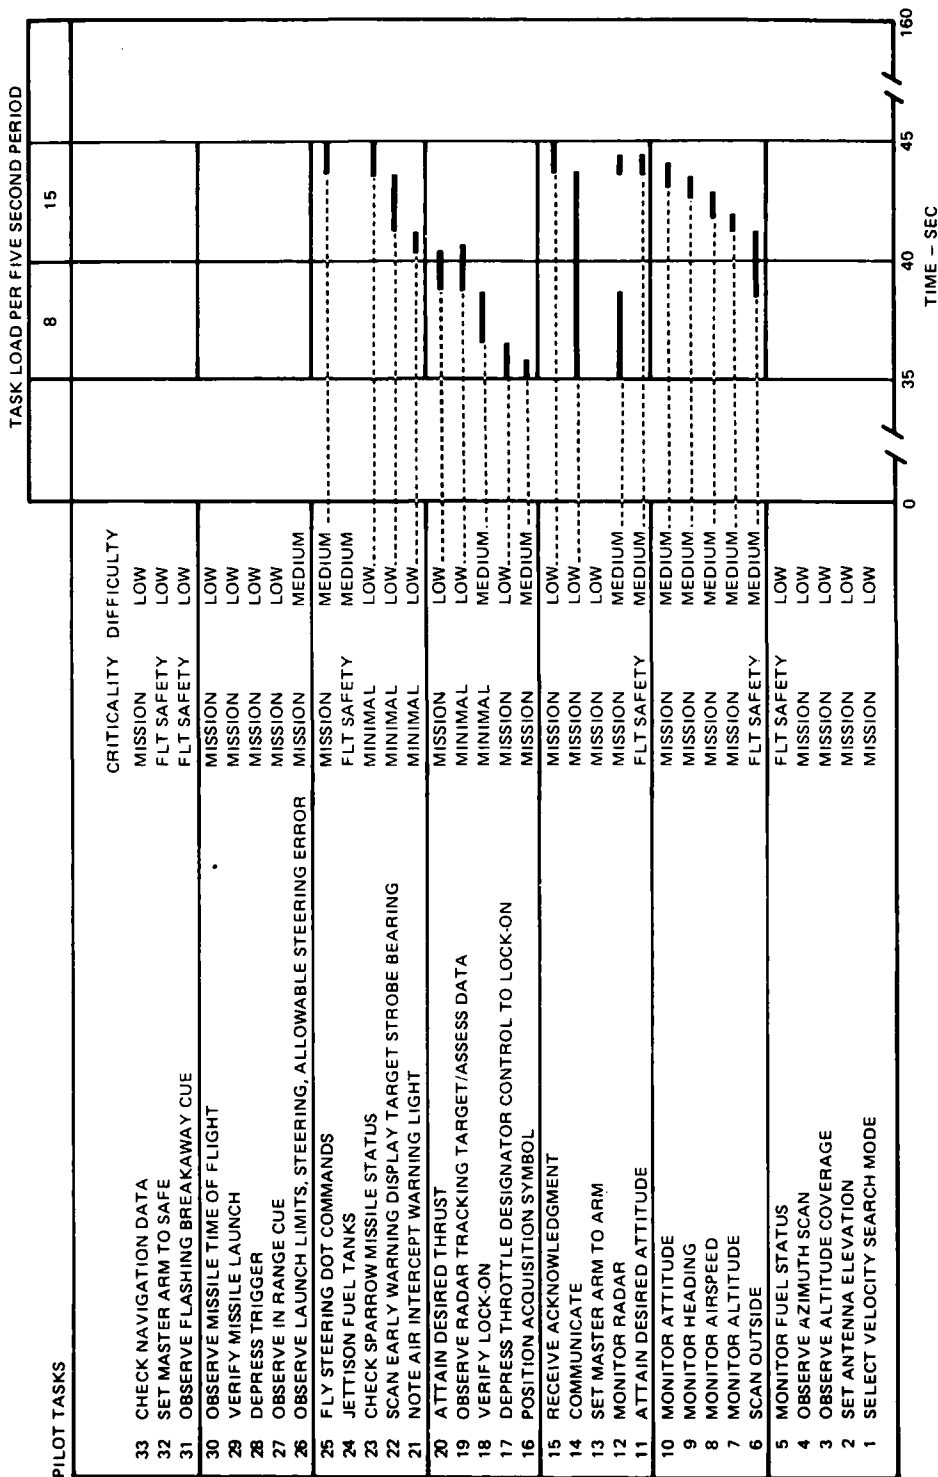 TASK LOAD PER FIVE SECOND PERIOD
PILOT TASKS
8 15
CRITICALITY DIFFICULTY
33 CHECK NAVIGATION DATA MISSION LOW
32 SET MASTER ARM TO SAFE FLT SAFETY LOW
31 OBSERVE FLASHING BREAKAWAY CUE FLT SAFETY LOW
30 OBSERVE MISSILE TIME OF FLIGHT MISSION LOW
29 VERIFY MISSILE LAUNCH MISSION LOW
28 DEPRESS TRIGGER MISSION LOW
27 OBSERVE IN RANGE CUE MISSION LOW
26 OBSERVE LAUNCH LIMITS, STEERING, ALLOWABLE STEERING ERROR MISSION MEDIUM
25 FLY STEERING DOT COMMANDS MISSION MEDIUM
24 JETTISON FUEL TANKS FLT SAFETY MEDIUM
23 CHECK SPARROW MISSILE STATUS MINIMAL LOW
22 SCAN EARLY WARNING DISPLAY TARGET STROBE BEARING MINIMAL LOW
21 NOTE AIR INTERCEPT WARNING LIGHT MINIMAL LOW
20 ATTAIN DESIRED THRUST MISSION LOW
19 OBSERVE RADAR TRACKING TARGET/ASSESS DATA MINIMAL LOW
18 VERIFY LOCK-ON MINIMAL MEDIUM
17 DEPRESS THROTTLE DESIGNATOR CONTROL TO LOCK-ON MISSION LOW
16 POSITION ACQUISITION SYMBOL MISSION MEDIUM
15 RECEIVE ACKNOWLEDGMENT MISSION LOW
14 COMMUNICATE MISSION LOW
13 SET MASTER ARM TO ARM MISSION LOW
12 MONITOR RADAR MISSION MEDIUM
11 ATTAIN DESIRED ATTITUDE FLT SAFETY MEDIUM
10 MONITOR ATTITUDE MISSION MEDIUM
9 MONITOR HEADING MISSION MEDIUM
8 MONITOR AIRSPEED MISSION MEDIUM
7 MONITOR ALTITUDE MISSION MEDIUM
6 SCAN OUTSIDE FLT SAFETY MEDIUM
5 MONITOR FUEL STATUS FLT SAFETY LOW
4 OBSERVE AZIMUTH SCAN MISSION LOW
3 OBSERVE ALTITUDE COVERAGE MISSION LOW
2 SET ANTENNA ELEVATION MISSION LOW
1 SELECT VELOCITY SEARCH MODE MISSION LOW
0 35 40 45 160
TIME – SEC